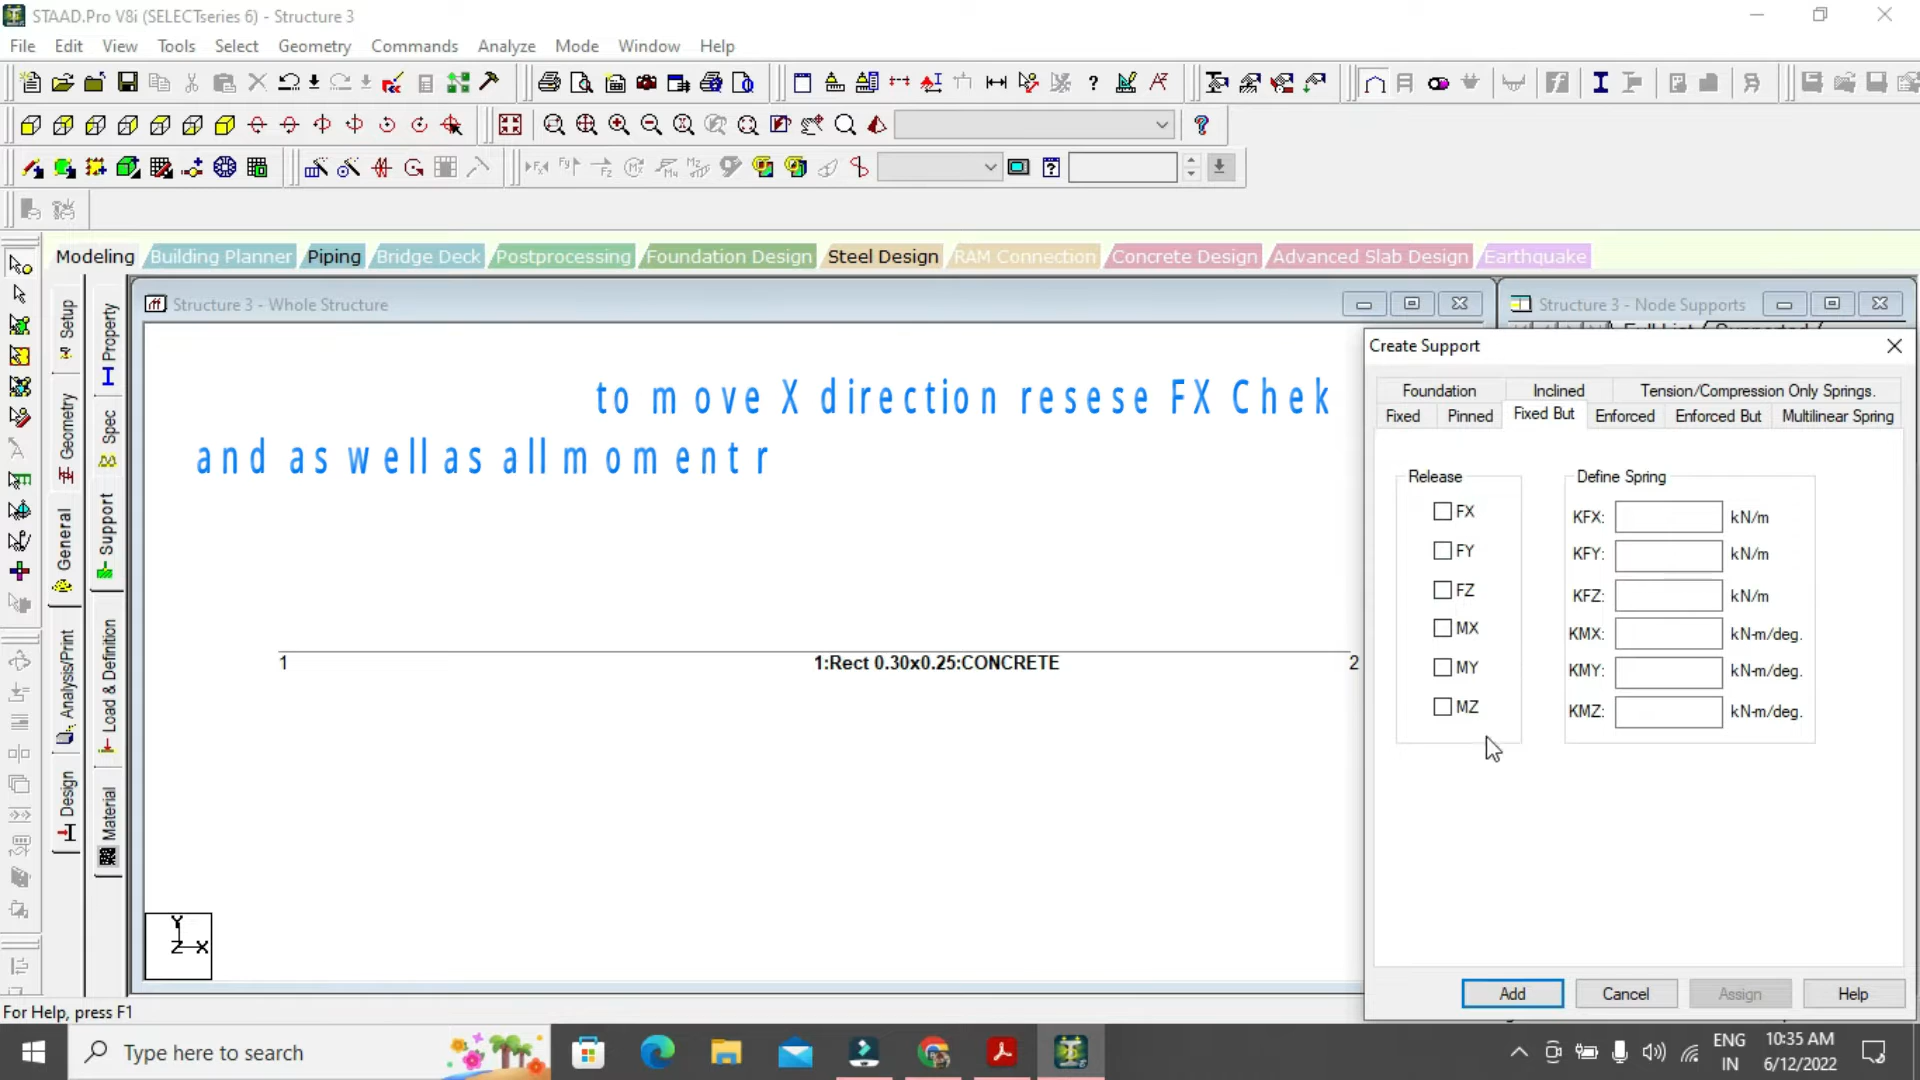 STAAD.Pro V8i (SELECTseries 6) - Structure 3
File Edit View Tools Select Geometry Commands Analyze Mode Window Help
Modeling Building Planner Piping Bridge Deck Postprocessing Foundation Design Steel Design RAM Connection Concrete Design Advanced Slab Design Earthquake
Setup
Geometry
General
Analysis/Print
Design
Property
Spec
Support
Load & Definition
Material
Structure 3 - Whole Structure
to move X direction resese FX Chek
and as well as all moment r
1
1:Rect 0.30x0.25:CONCRETE
2
Y
Z X
Structure 3 - Node Supports
Create Support
Foundation Inclined Tension/Compression Only Springs.
Fixed Pinned Fixed But Enforced Enforced But Multilinear Spring
Release
FX
FY
FZ
MX
MY
MZ
Define Spring
KFX: kN/m
KFY: kN/m
KFZ: kN/m
KMX: kN-m/deg.
KMY: kN-m/deg.
KMZ: kN-m/deg.
Add Cancel Assign Help
For Help, press F1
Type here to search
ENG
IN
10:35 AM
6/12/2022